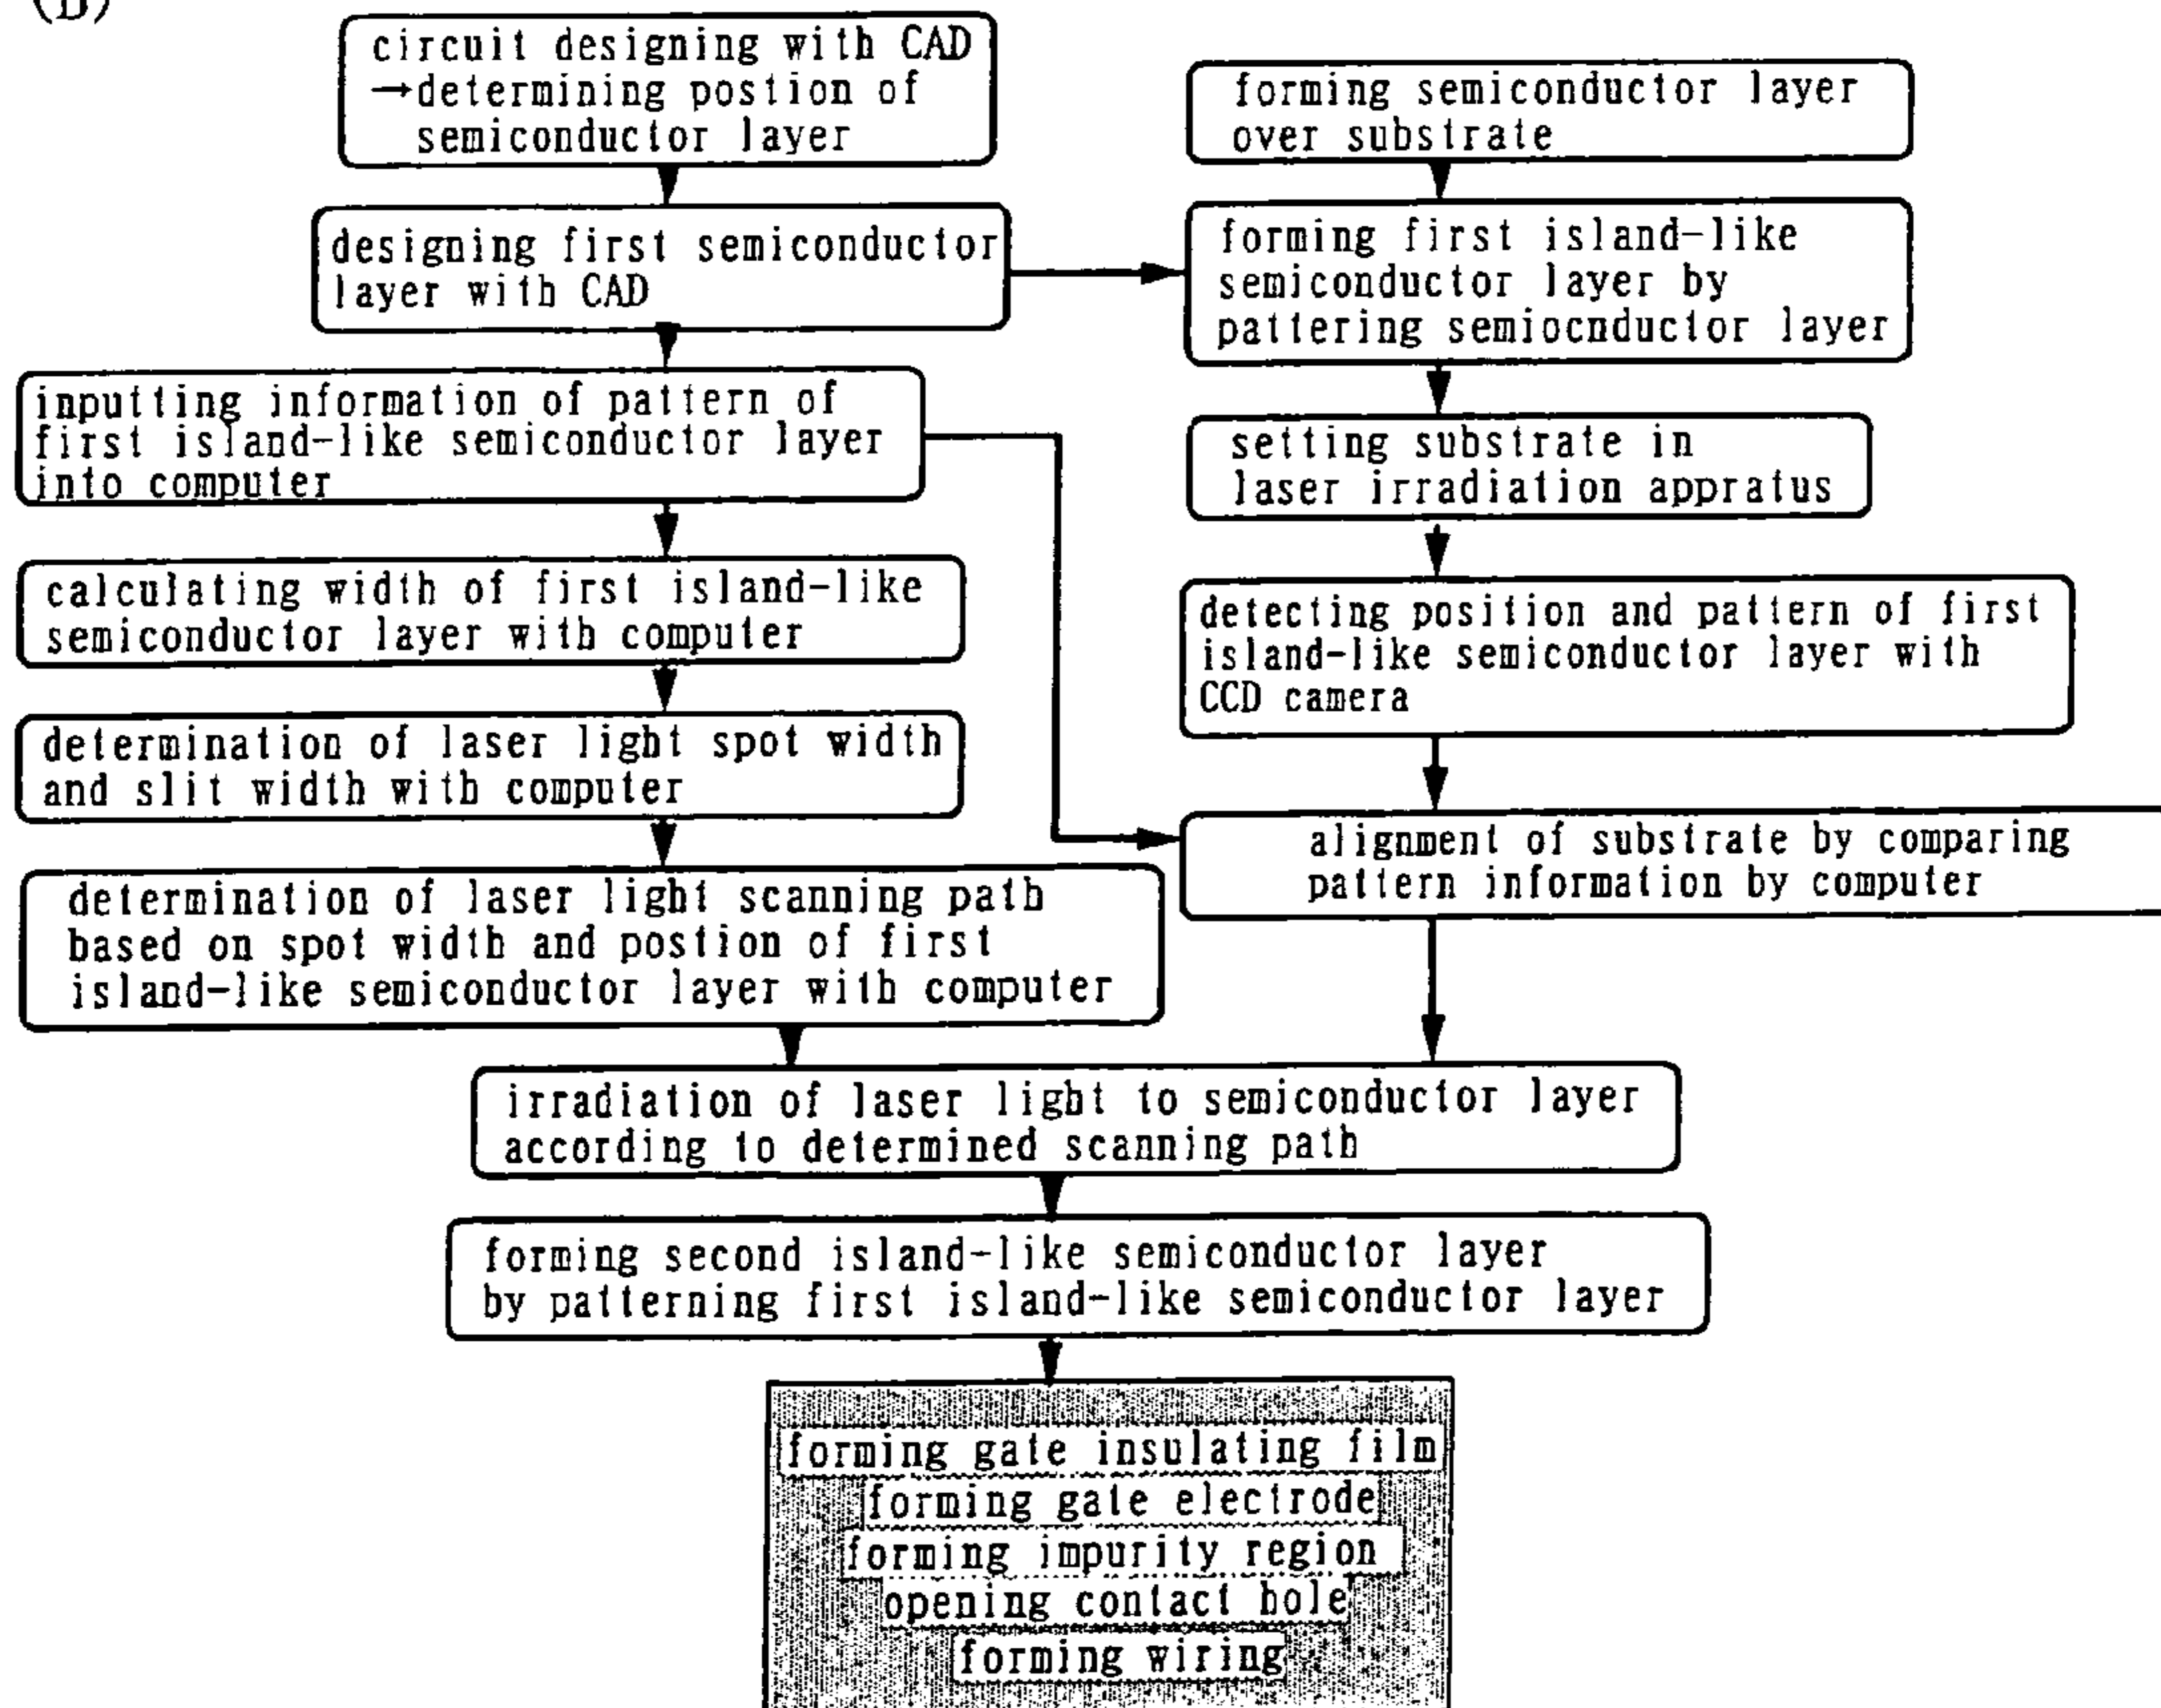 (B)
circuit designing with CAD
→determining postion of
semiconductor layer
designing first semiconductor
layer with CAD
inputting information of pattern of
first island-like semiconductor layer
into computer
calculating width of first island-like
semiconductor layer with computer
determination of laser light spot width
and slit width with computer
determination of laser light scanning path
based on spot width and postion of first
island-like semiconductor layer with computer
forming semiconductor layer
over substrate
forming first island-like
semiconductor layer by
pattering semiocnductor layer
setting substrate in
laser irradiation appratus
detecting position and pattern of first
island-like semiconductor layer with
CCD camera
alignment of substrate by comparing
pattern information by computer
irradiation of laser light to semiconductor layer
according to determined scanning path
forming second island-like semiconductor layer
by patterning first island-like semiconductor layer
forming gate insulating film
forming gate electrode
forming impurity region
opening contact hole
forming wiring